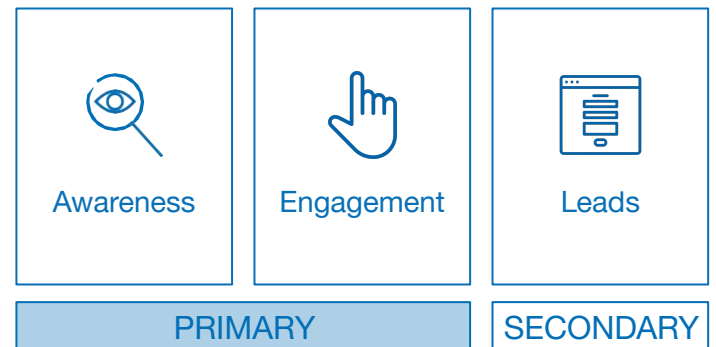 Awareness
Engagement
Leads
PRIMARY
SECONDARY